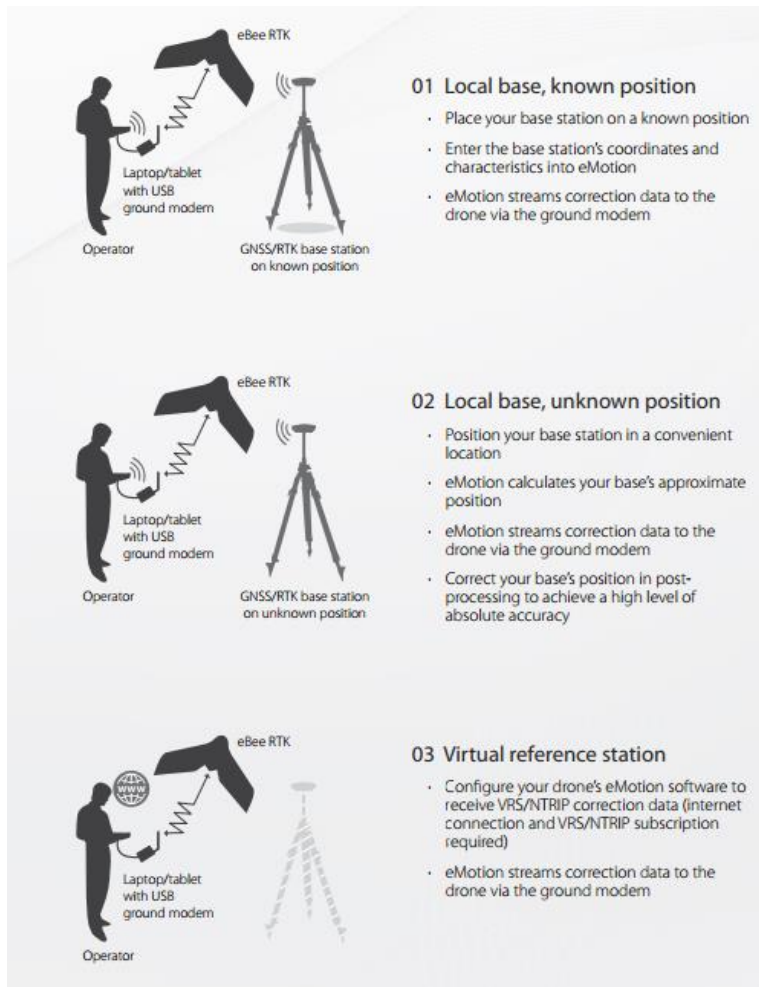 eBee RTK
Laptop/tablet
with USB
ground modem
Operator
GNSS/RTK base station
on known position
01 Local base, known position
· Place your base station on a known position
· Enter the base station's coordinates and
characteristics into eMotion
· eMotion streams correction data to the
drone via the ground modem
eBee RTK
Laptop/tablet
with USB
ground modem
Operator
GNSS/RTK base station
on unknown position
02 Local base, unknown position
· Position your base station in a convenient
location
· eMotion calculates your base's approximate
position
· eMotion streams correction data to the
drone via the ground modem
· Correct your base's position in post-
processing to achieve a high level of
absolute accuracy
eBee RTK
www
Laptop/tablet
with USB
ground modem
Operator
03 Virtual reference station
· Configure your drone's eMotion software to
receive VRS/NTRIP correction data (internet
connection and VRS/NTRIP subscription
required)
· eMotion streams correction data to the
drone via the ground modem